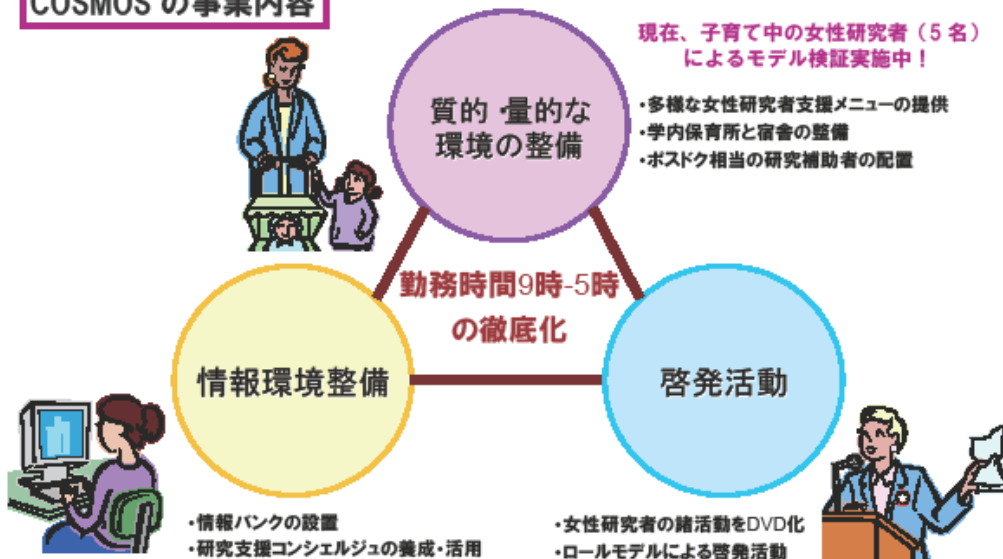 COSMOS の事業内容
現在、子育て中の女性研究者（5 名）
によるモデル検証実施中！
質的・量的な
環境の整備
・多様な女性研究者支援メニューの提供
・学内保育所と宿舎の整備
・ポスドク相当の研究補助者の配置
勤務時間9時-5時
の徹底化
情報環境整備
啓発活動
・情報バンクの設置
・研究支援コンシェルジュの養成・活用
・女性研究者の諸活動をDVD化
・ロールモデルによる啓発活動